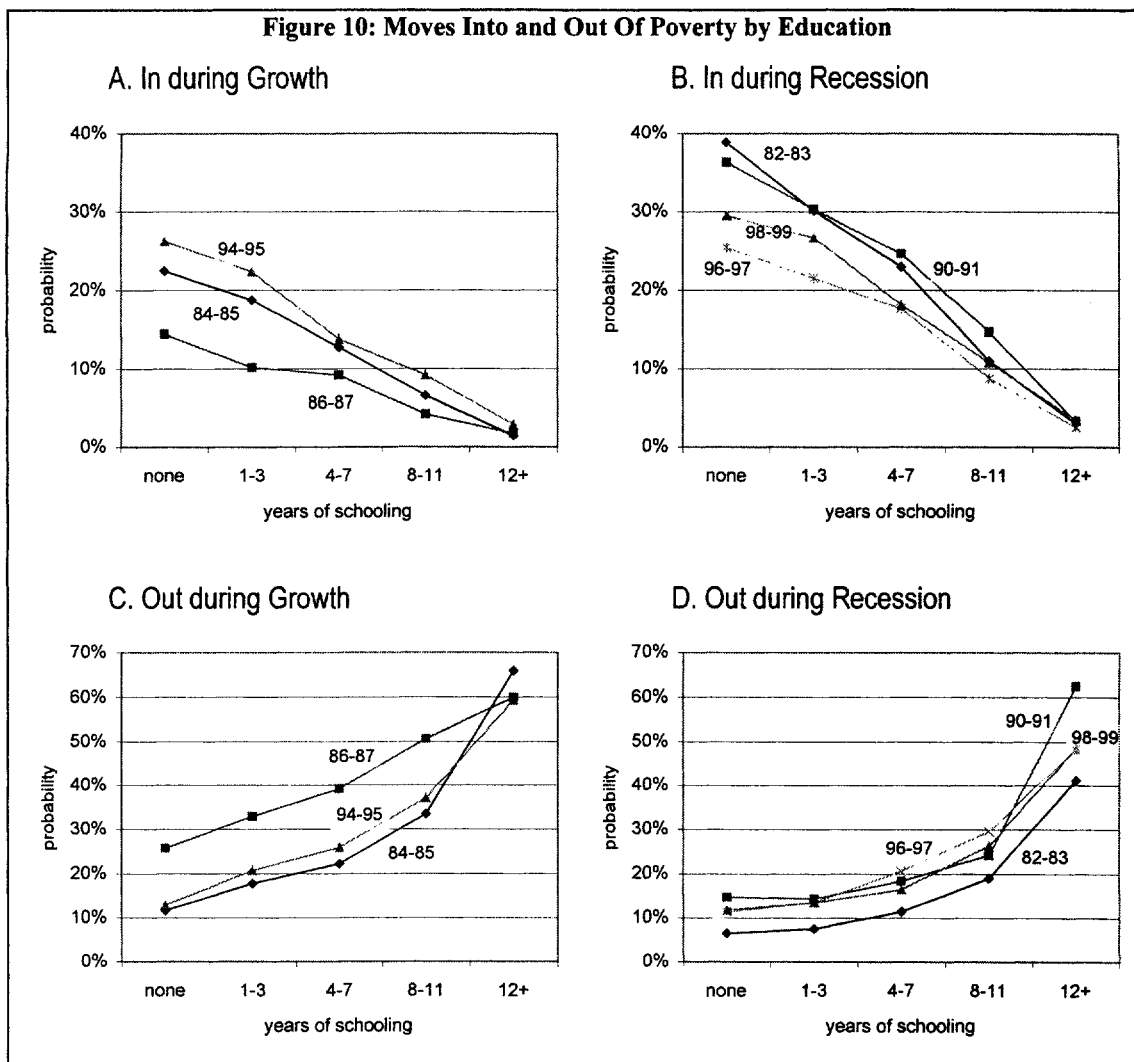 Figure 10: Moves Into and Out Of Poverty by Education
A. In during Growth
40%
30%
20%
10%
0%
probability
94-95
84-85
86-87
none 1-3 4-7 8-11 12+
years of schooling
B. In during Recession
40%
30%
20%
10%
0%
probability
82-83
98-99
96-97
90-91
none 1-3 4-7 8-11 12+
years of schooling
C. Out during Growth
70%
60%
50%
40%
30%
20%
10%
0%
probability
86-87
94-95
84-85
none 1-3 4-7 8-11 12+
years of schooling
D. Out during Recession
70%
60%
50%
40%
30%
20%
10%
0%
probability
90-91
98-99
96-97
82-83
none 1-3 4-7 8-11 12+
years of schooling